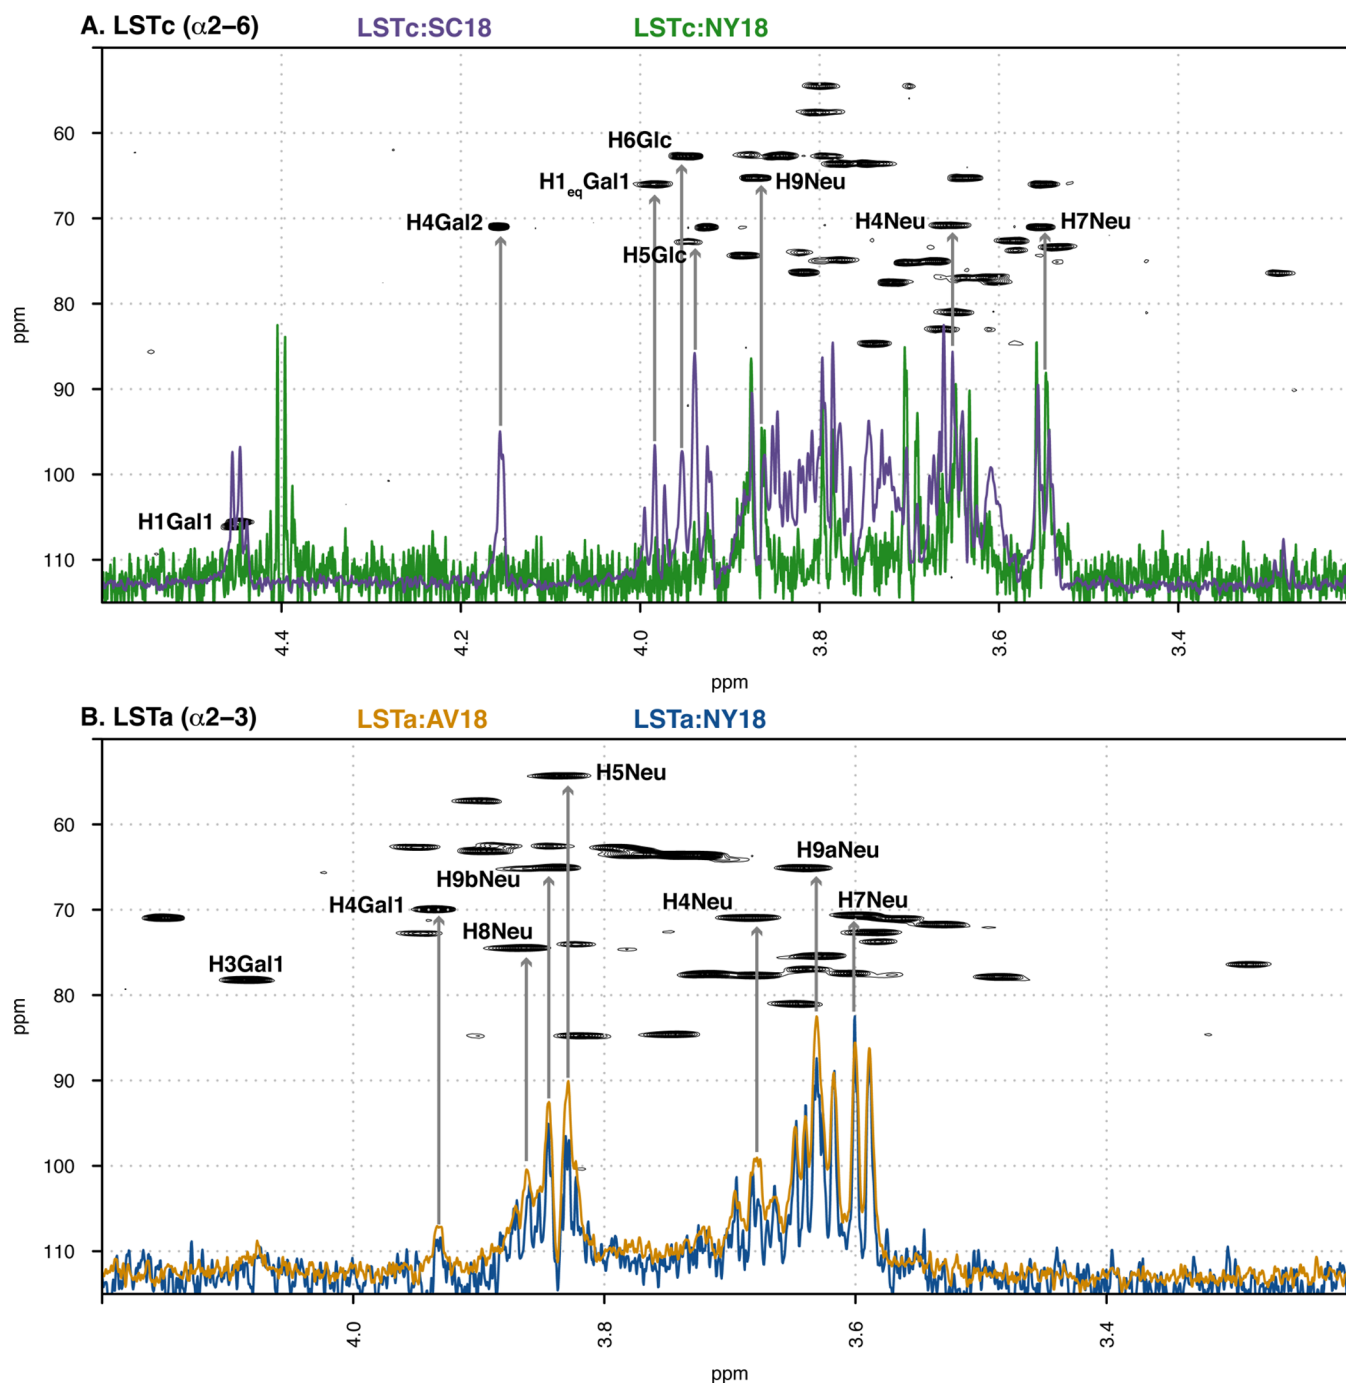 A. LSTc (α2–6) LSTc:SC18 LSTc:NY18
60
70
80
90
100
110
ppm
H6Glc
H1eqGal1
H9Neu
H4Gal2
H4Neu
H7Neu
H5Glc
H1Gal1
4.4 4.2 4.0 3.8 3.6 3.4
ppm
B. LSTa (α2–3) LSTa:AV18 LSTa:NY18
60
70
80
90
100
110
ppm
H5Neu
H9aNeu
H9bNeu
H4Gal1
H4Neu
H7Neu
H8Neu
H3Gal1
4.0 3.8 3.6 3.4
ppm